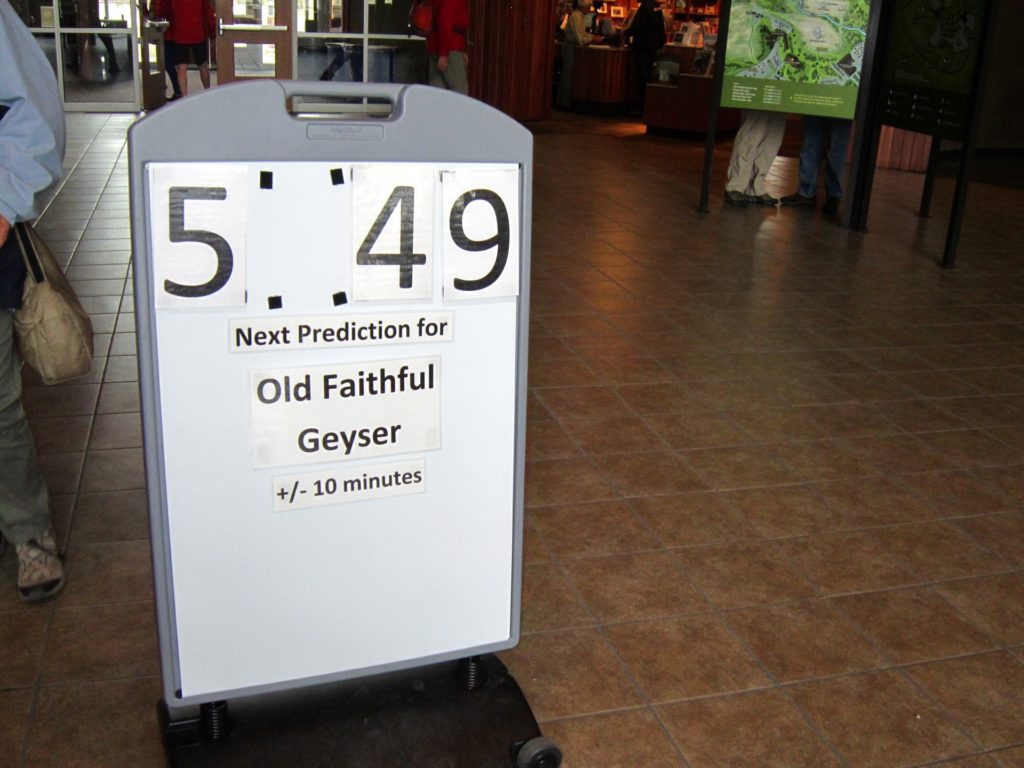 5 49
Next Prediction for
Old Faithful
Geyser
+/- 10 minutes